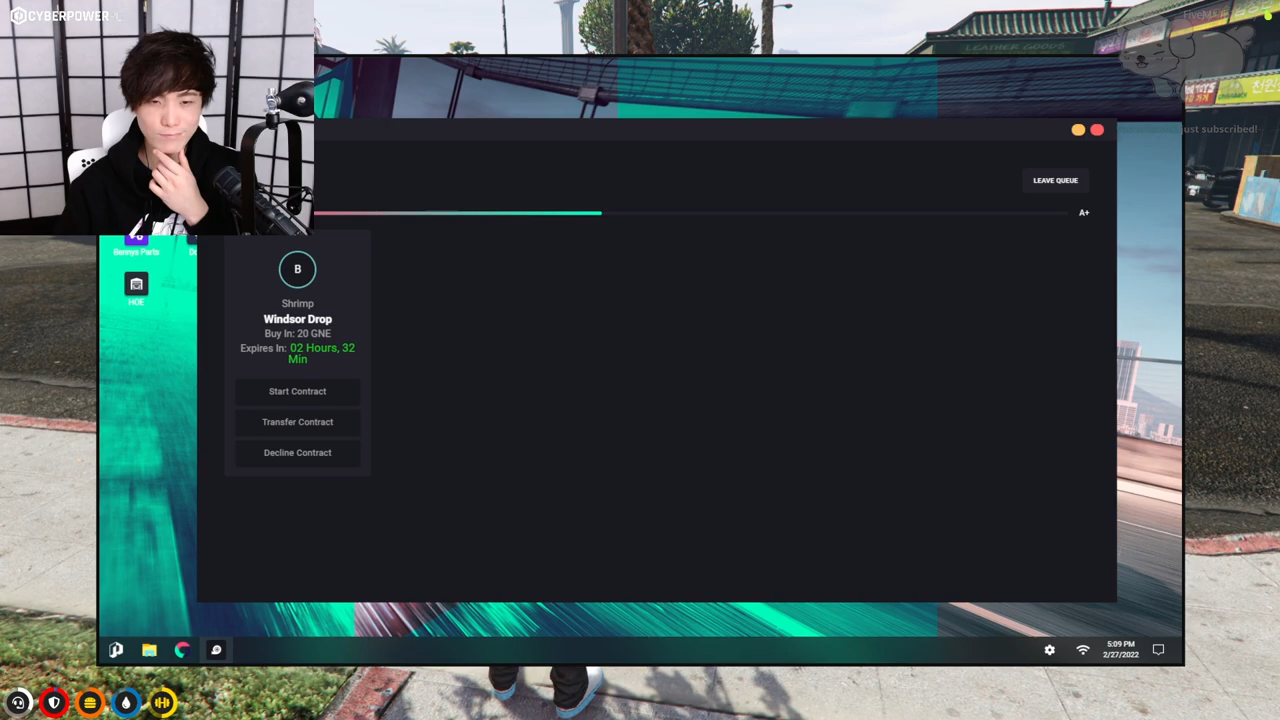 CYBERPOWER
FiveM
LEATHER GOODS
just subscribed!
LEAVE QUEUE
A+
Bennys Parts
HOE
B
Shrimp
Windsor Drop
Buy In: 20 GNE
Expires In: 02 Hours, 32
Min
Start Contract
Transfer Contract
Decline Contract
5:09 PM
2/27/2022